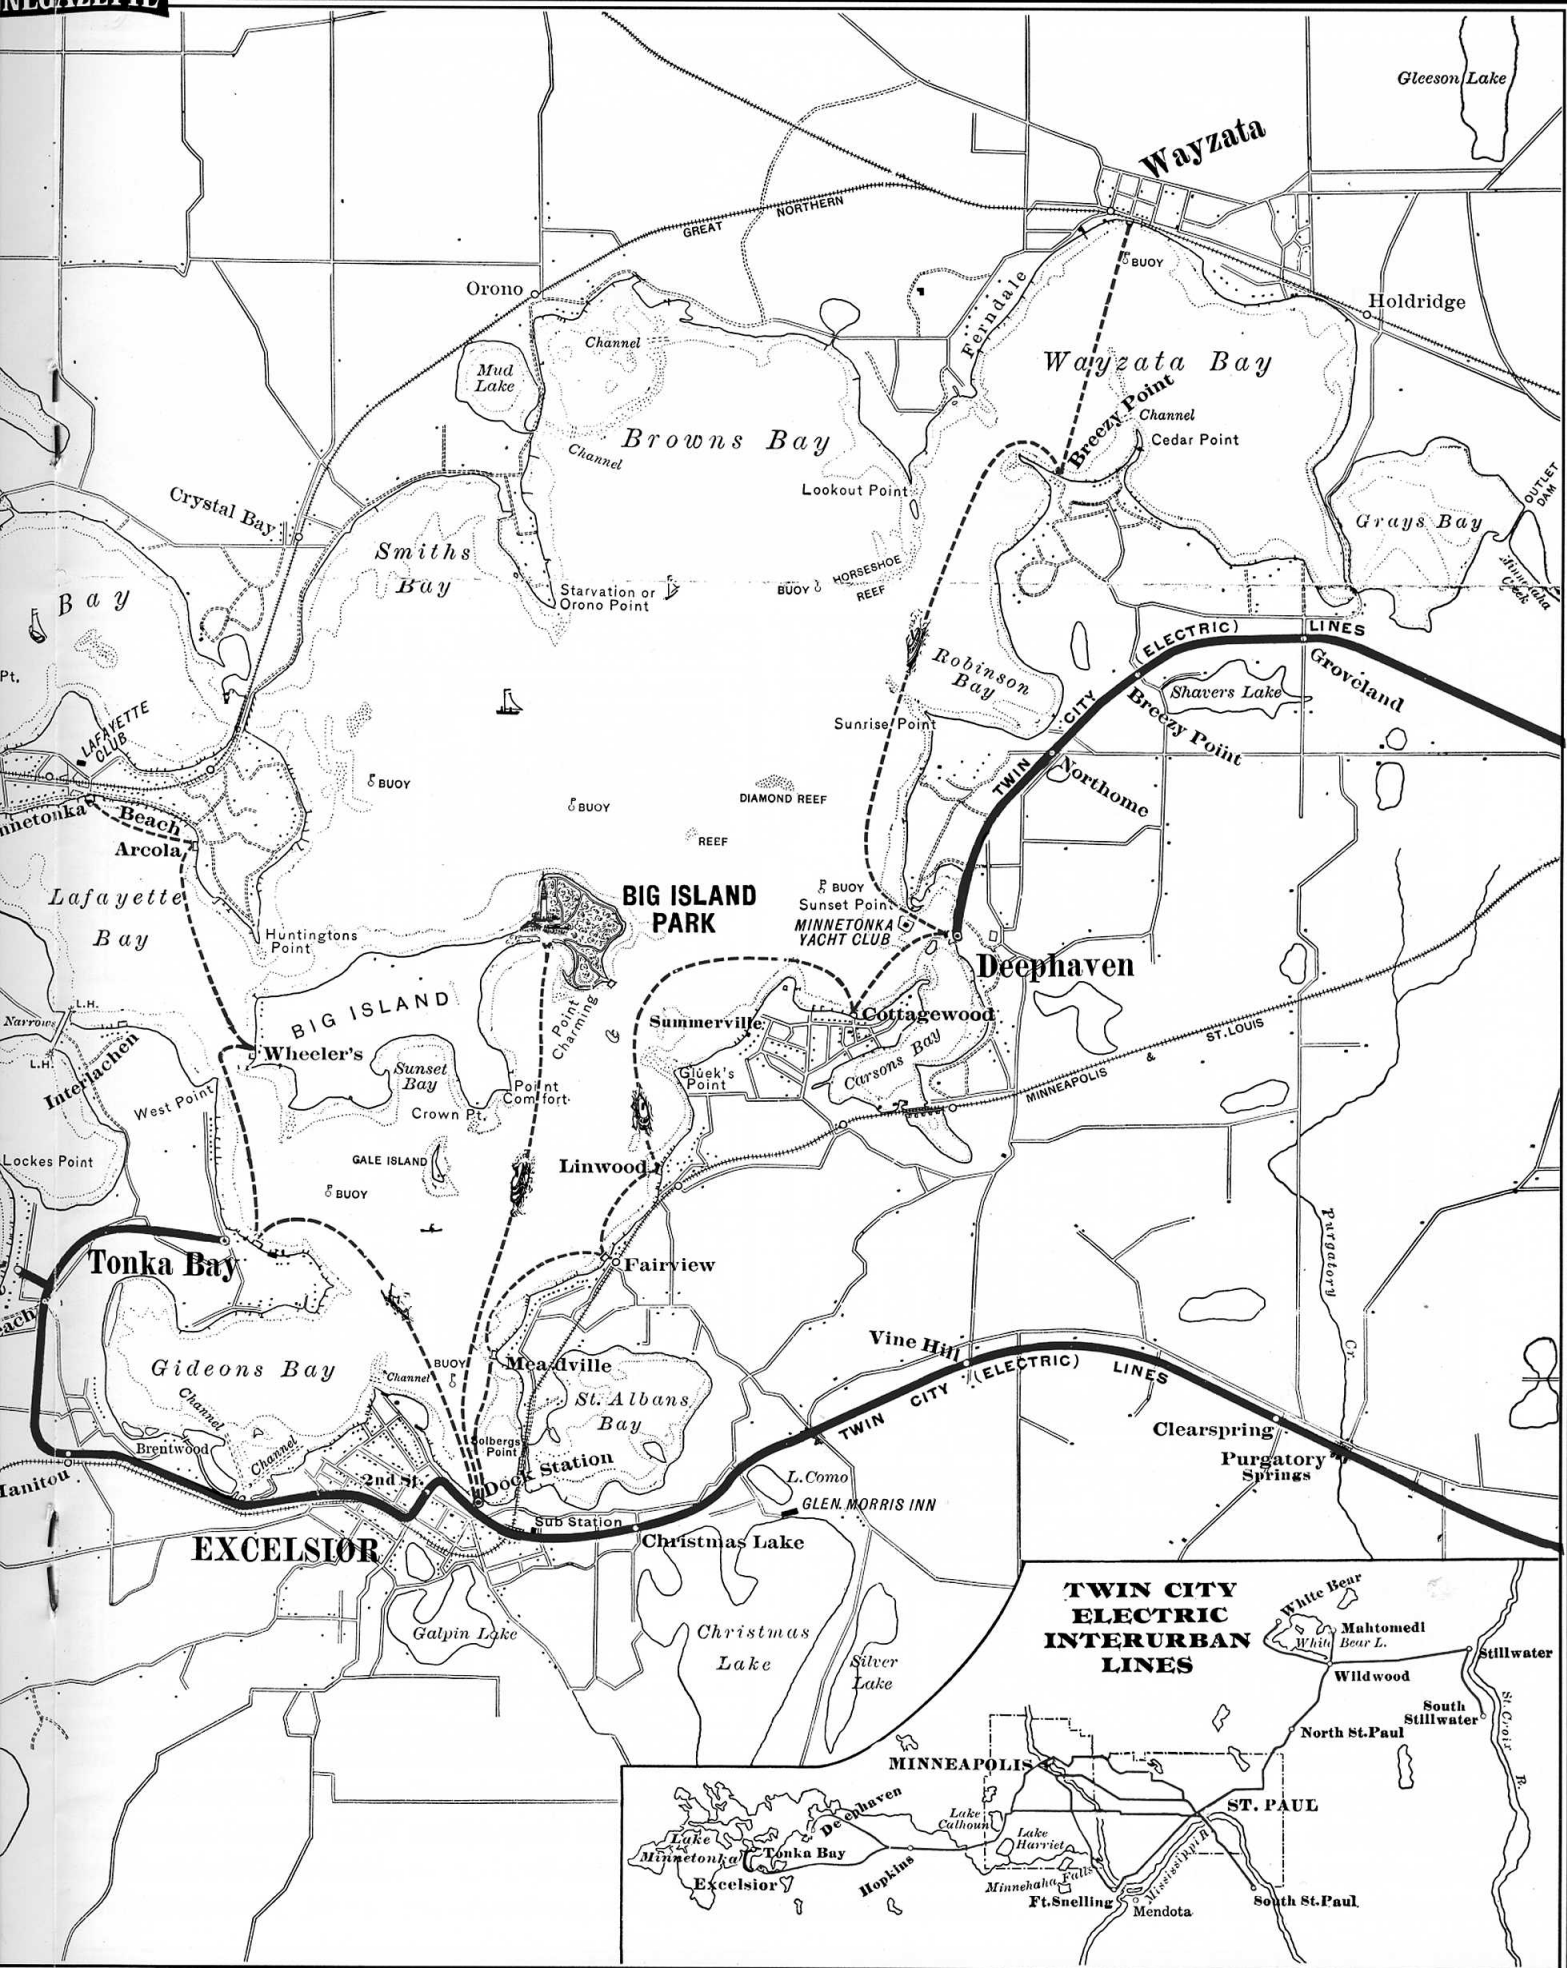 Gleeson Lake
Wayzata
GREAT NORTHERN
BUOY
Orono
Ferndale
Holdridge
Channel
Wayzata Bay
Mud
Lake
Breezy Point
Channel
Cedar Point
Browns Bay
Channel
Lookout Point
OUTLET
DAM
Crystal Bay
Grays Bay
Smiths
Bay
HORSESHOE
REEF
BUOY
Starvation or
Orono Point
Bay
Creek
(ELECTRIC) LINES
Robinson
Bay
Groveland
Pt.
Shavers Lake
TWIN CITY
Breezy Point
LAFAYETTE
CLUB
Sunrise Point
Northome
BUOY
BUOY
DIAMOND REEF
Beach
REEF
Arcola
Lafayette
Bay
BIG ISLAND
PARK
BUOY
Sunset Point
MINNETONKA
YACHT CLUB
Huntingtons
Point
Deephaven
L.H.
BIG ISLAND
Point
Charming
Narrows
Summerville
Cottagewood
ST. LOUIS
&
MINNEAPOLIS
L.H.
Interlachen
Wheeler's
Sunset
Bay
Carsons Bay
Gluek's
Point
West Point
Crown Pt.
Point
Comfort
Lockes Point
GALE ISLAND
Linwood
BUOY
Purgatory
Cr.
Tonka Bay
Fairview
Vine Hill
TWIN CITY (ELECTRIC) LINES
Gideons Bay
BUOY
Meadville
Channel
Channel
St. Albans
Bay
Clearspring
Purgatory
Springs
Brentwood
Channel
Solbergs
Point
Dock Station
2nd St.
Manitou
L. Como
GLEN MORRIS INN
EXCELSIOR
Sub Station
Christmas Lake
Galpin Lake
Christmas
Lake
Silver
Lake
TWIN CITY
ELECTRIC
INTERURBAN
LINES
White Bear
Mahtomedi
White Bear L.
Stillwater
Wildwood
South
Stillwater
St. Croix R.
North St. Paul
MINNEAPOLIS
ST. PAUL
Deephaven
Lake
Calhoun
Lake
Harriet
Lake
Minnetonka
Tonka Bay
Hopkins
Excelsior
Minnehaha Falls
Mississippi R.
Ft. Snelling
Mendota
South St. Paul